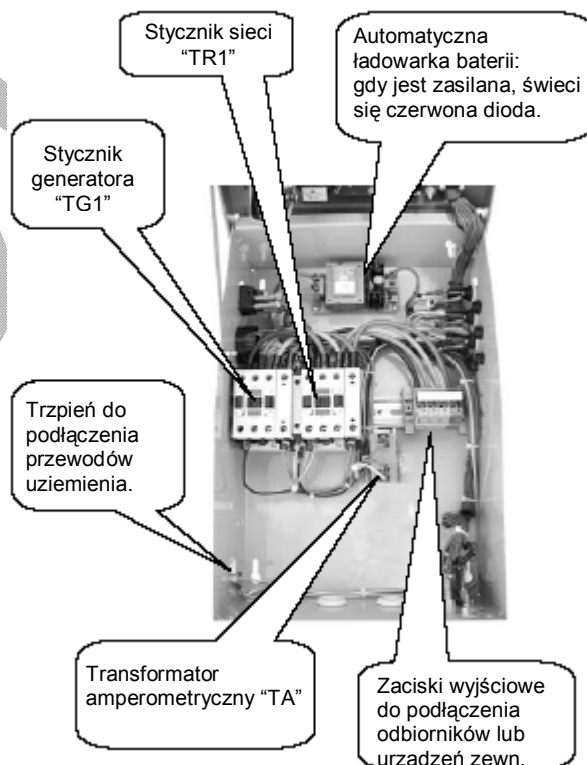 Stycznik sieci
“TR1”
Automatyczna
ładowarka baterii:
gdy jest zasilana, świeci
się czerwona dioda.
Stycznik
generatora
“TG1”
Trzpień do
podłączenia
przewodów
uziemienia.
Transformator
amperometryczny “TA”
Zaciski wyjściowe
do podłączenia
odbiorników lub
urządzeń zewn.